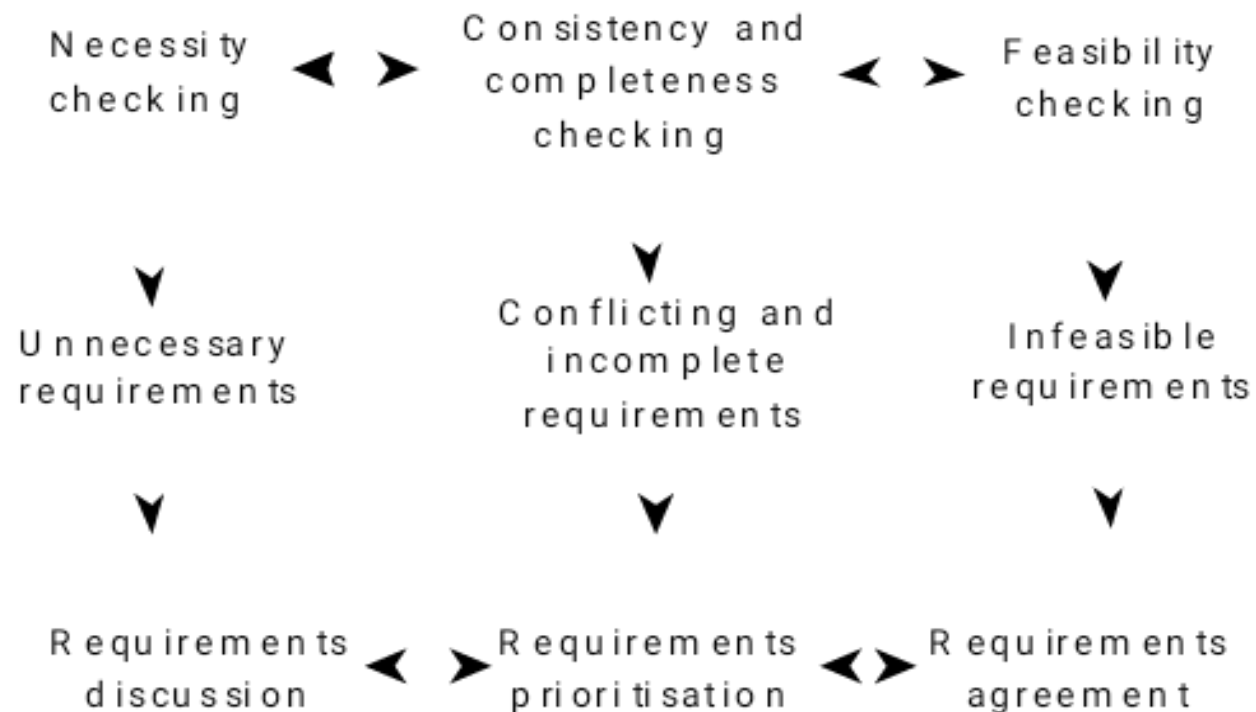 Necessity
checking
Consistency and
completeness
checking
Feasibility
checking
Unnecessary
requirements
Conflicting and
incomplete
requirements
Infeasible
requirements
Requirements
discussion
Requirements
prioritisation
Requirements
agreement